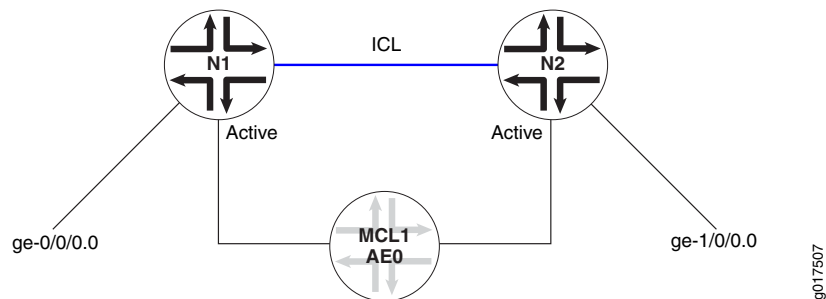 ICL
N1
N2
Active
Active
MCL1
AE0
ge-0/0/0.0
ge-1/0/0.0
g017507